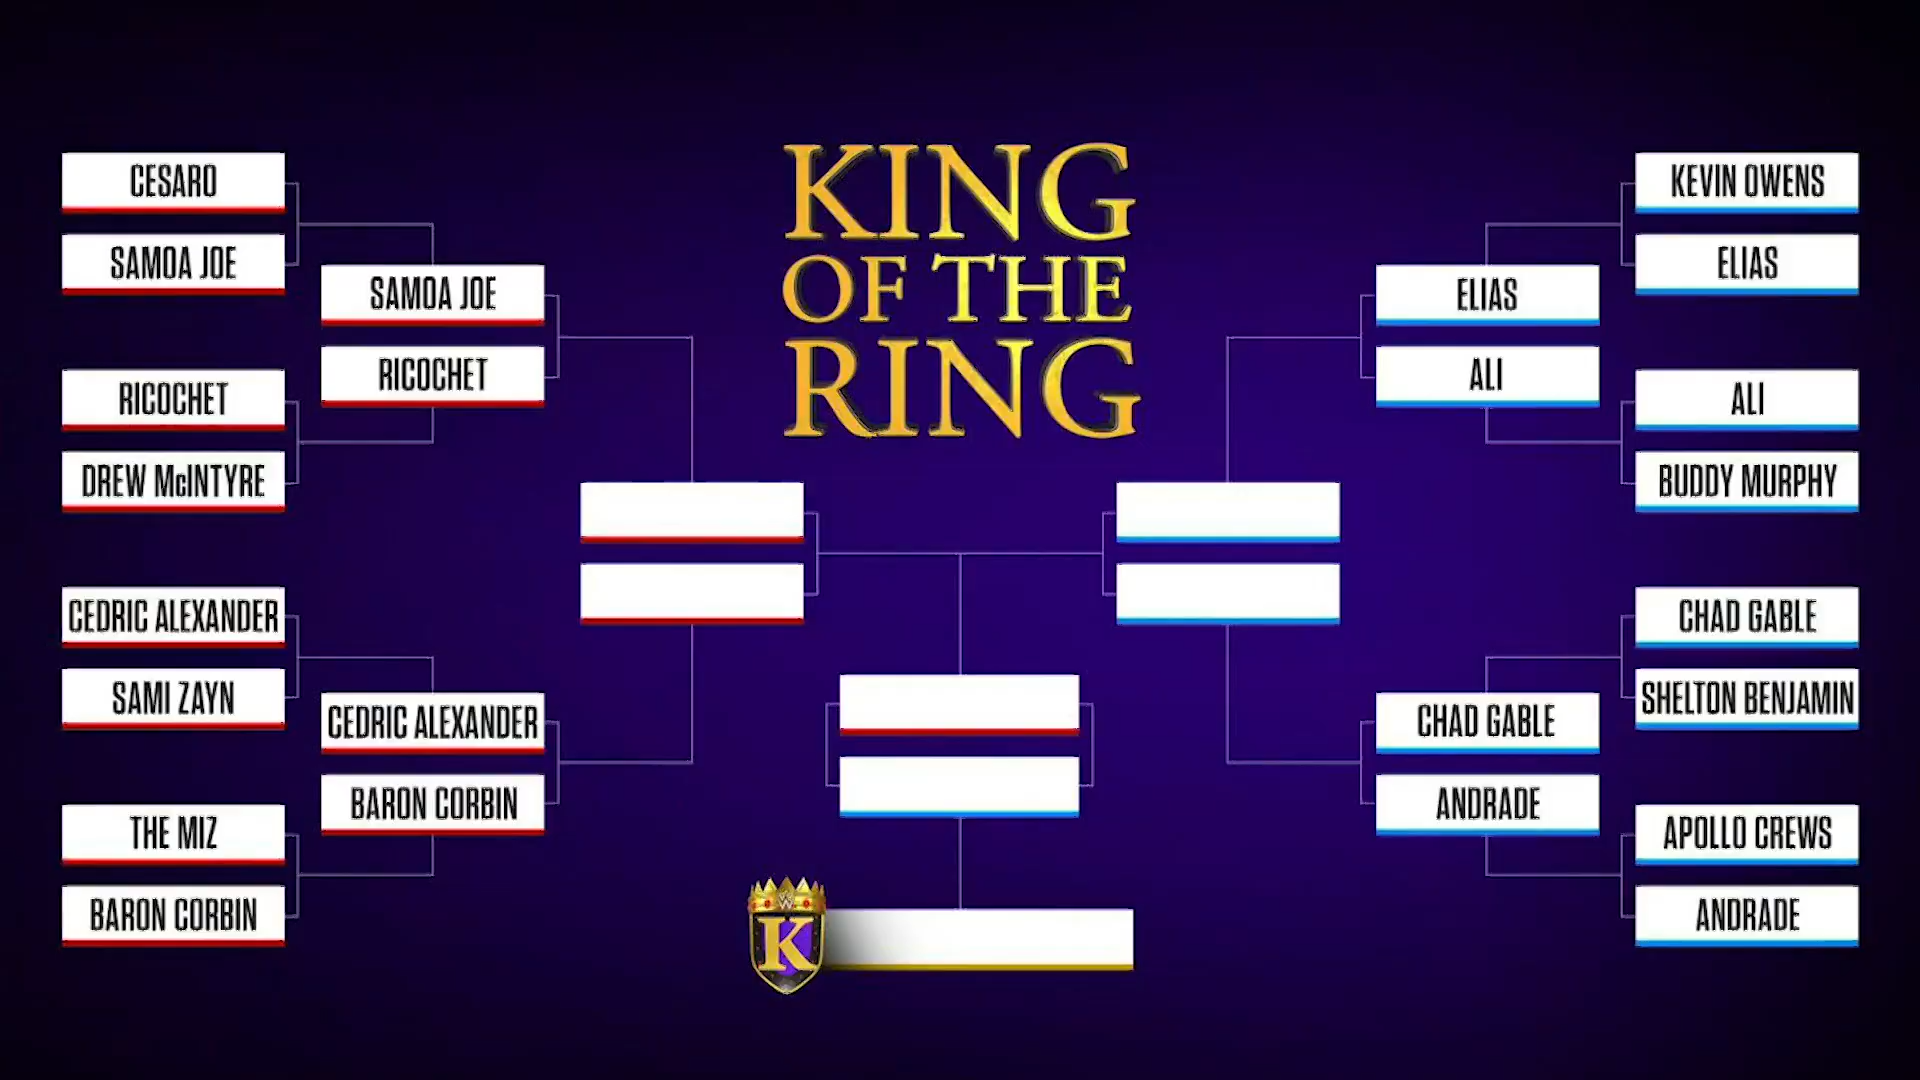 KING
OF THE
RING
CESARO
SAMOA JOE
RICOCHET
DREW McINTYRE
CEDRIC ALEXANDER
SAMI ZAYN
THE MIZ
BARON CORBIN
SAMOA JOE
RICOCHET
CEDRIC ALEXANDER
BARON CORBIN
ELIAS
ALI
CHAD GABLE
ANDRADE
KEVIN OWENS
ELIAS
ALI
BUDDY MURPHY
CHAD GABLE
SHELTON BENJAMIN
APOLLO CREWS
ANDRADE
W
K